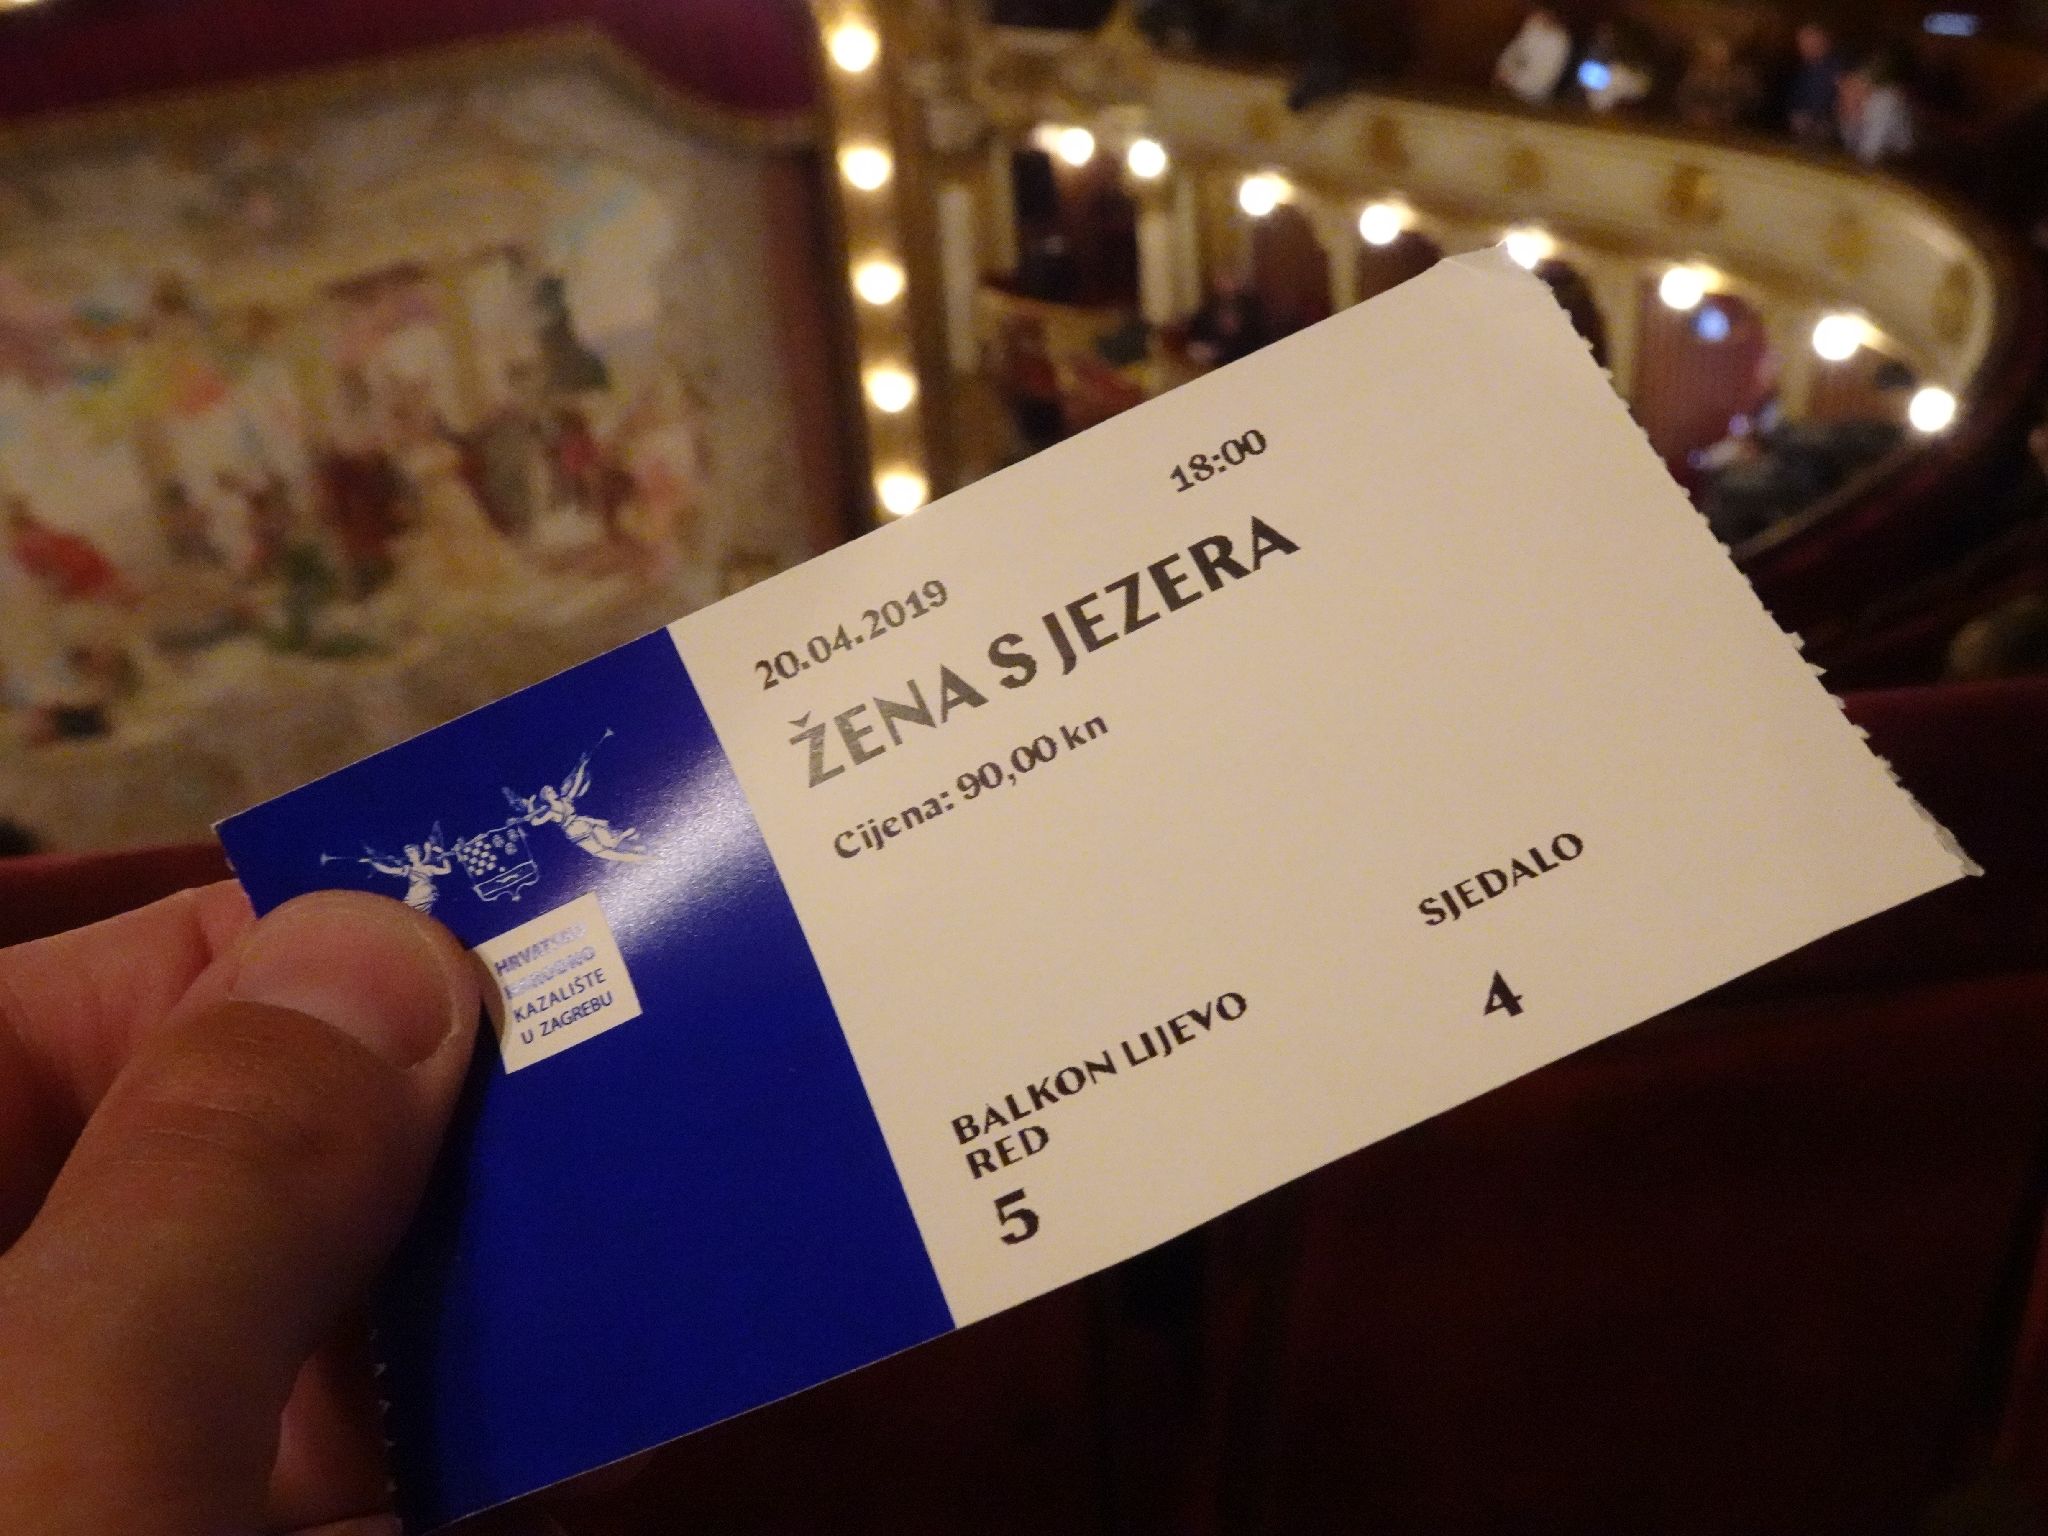 20.04.2019 18:00
ŽENA S JEZERA
Cijena: 90,00 kn
BALKON LIJEVO
RED
5
SJEDALO
4
HRVATSKO
NARODNO
KAZALIŠTE
U ZAGREBU